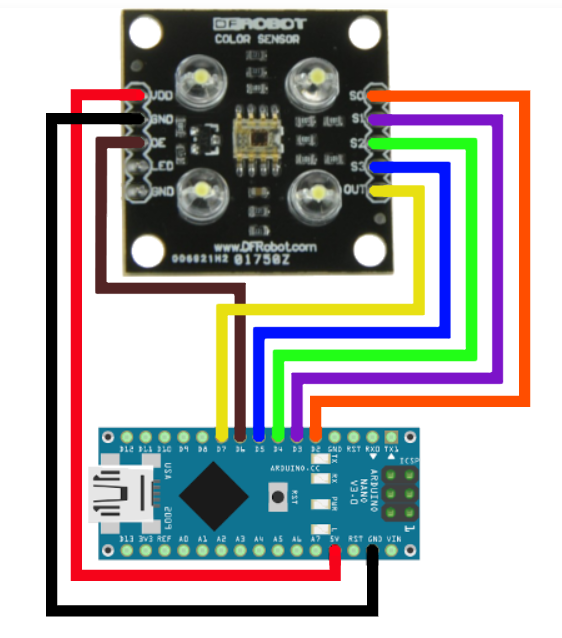 DFROBOT
COLOR SENSOR
VDD
GND
OE
LED
GND
S0
S1
S2
S3
OUT
www.DFRobot.com
006821H2 01750Z
D12 D11 D10 D9 D8 D7 D6 D5 D4 D3 D2 GND RST RX0 TX1
USA
2009
ARDUINO.CC
RST
TX
RX
PWR
L
ARDUINO
NANO
V3.0
ICSP
1
D13 3V3 REF A0 A1 A2 A3 A4 A5 A6 A7 5V RST GND VIN